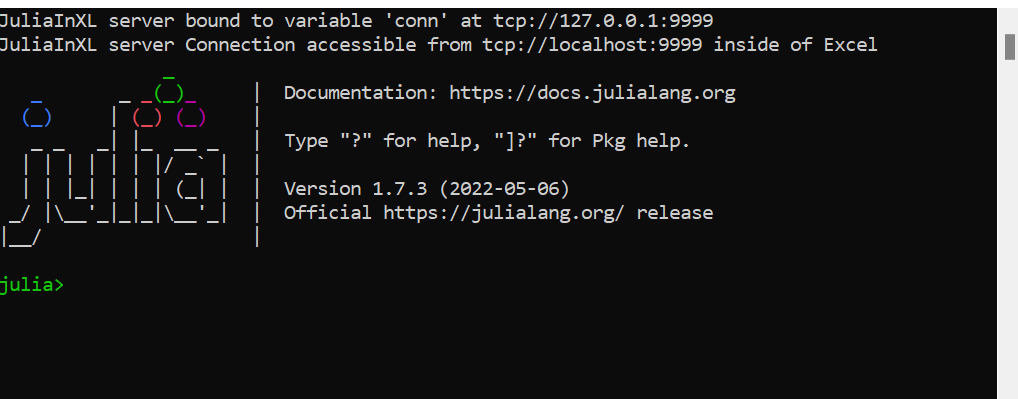 JuliaInXL server bound to variable 'conn' at tcp://127.0.0.1:9999
JuliaInXL server Connection accessible from tcp://localhost:9999 inside of Excel
julia
Documentation: https://docs.julialang.org
Type "?" for help, "]?" for Pkg help.
Version 1.7.3 (2022-05-06)
Official https://julialang.org/ release
julia>